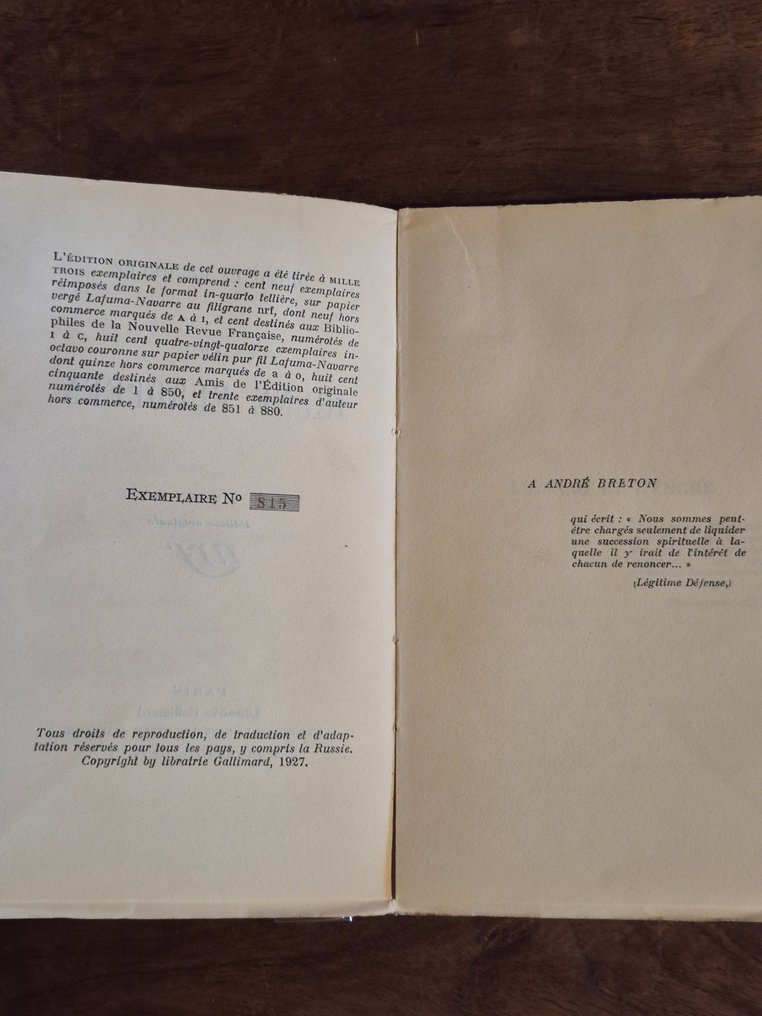 L'ÉDITION ORIGINALE de cet ouvrage a été tirée à MILLE
TROIS exemplaires et comprend : cent neuf exemplaires
réimposés dans le format in-quarto tellière, sur papier
vergé Lafuma-Navarre au filigrane nrf, dont neuf hors
commerce marqués de A à I, et cent destinés aux Biblio-
philes de la Nouvelle Revue Française, numérotés de
I à C, huit cent quatre-vingt-quatorze exemplaires in-
octavo couronne sur papier vélin pur fil Lafuma-Navarre
dont quinze hors commerce marqués de a à o, huit cent
cinquante destinés aux Amis de l'Édition originale
numérotés de 1 à 850, et trente exemplaires d'auteur
hors commerce, numérotés de 851 à 880.
EXEMPLAIRE No 815
nrf
PARIS
Librairie Gallimard
Tous droits de reproduction, de traduction et d'adap-
tation réservés pour tous les pays, y compris la Russie.
Copyright by librairie Gallimard, 1927.
A ANDRÉ BRETON
qui écrit : « Nous sommes peut-
être chargés seulement de liquider
une succession spirituelle à la-
quelle il y irait de l'intérêt de
chacun de renoncer... »
(Légitime Défense,)